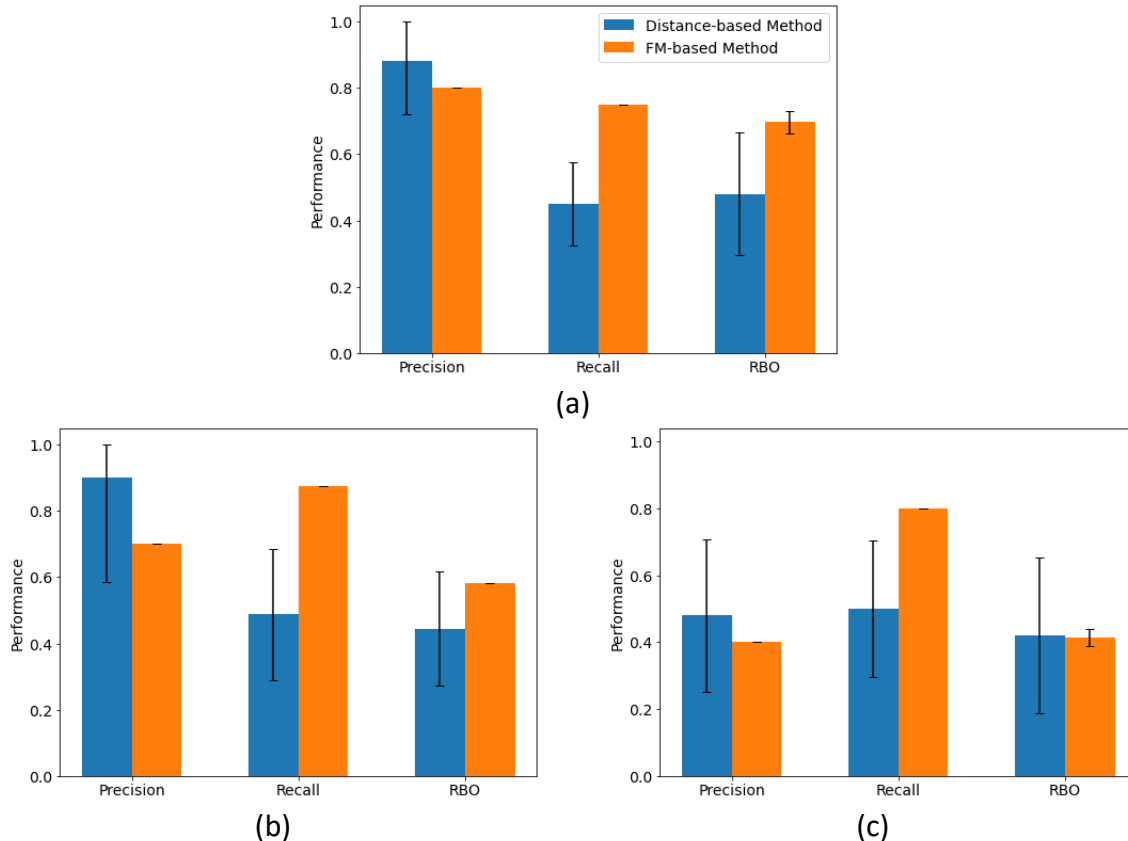 1.0
0.8
0.6
0.4
0.2
0.0
Performance
Distance-based Method
FM-based Method
Precision Recall RBO
(a)
1.0
0.8
0.6
0.4
0.2
0.0
Performance
Precision Recall RBO
(b)
1.0
0.8
0.6
0.4
0.2
0.0
Performance
Precision Recall RBO
(c)